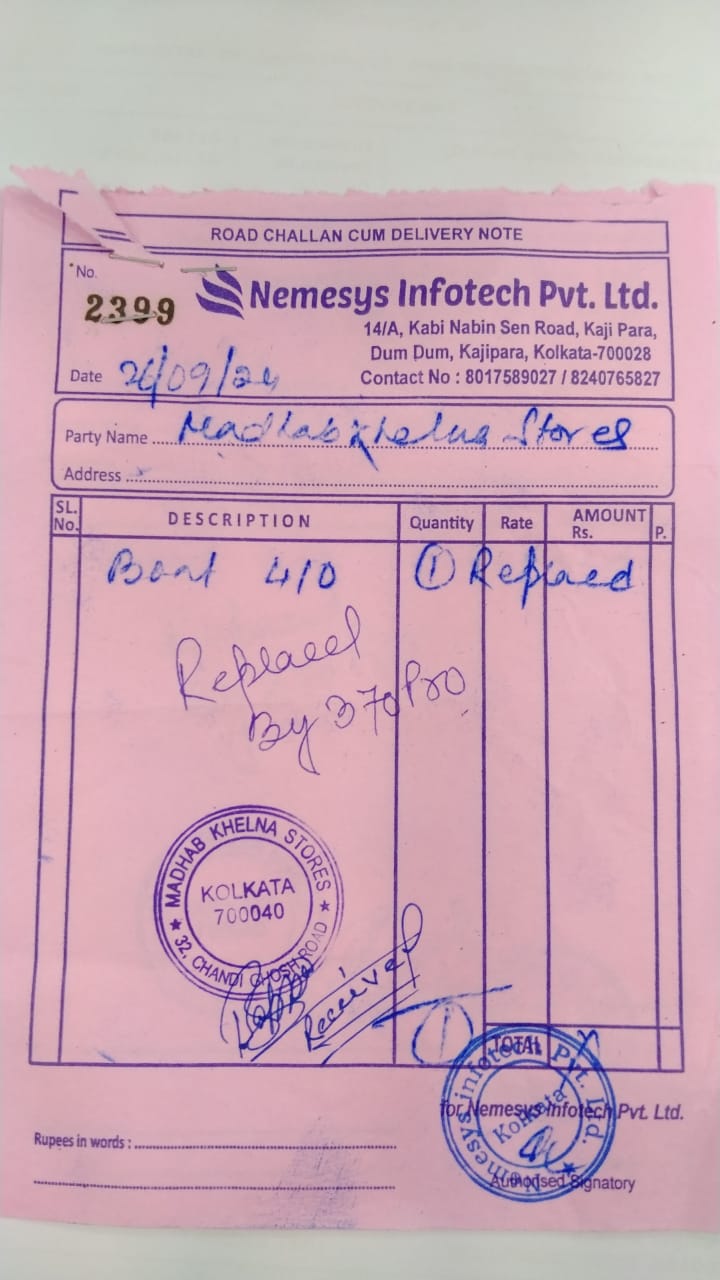 ROAD CHALLAN CUM DELIVERY NOTE
No.
2399
Nemesys Infotech Pvt. Ltd.
14/A, Kabi Nabin Sen Road, Kaji Para,
Dum Dum, Kajipara, Kolkata-700028
Contact No : 8017589027 / 8240765827
Date 26/09/24
Party Name Madhab Khelna Stores
Address
SL. No. DESCRIPTION Quantity Rate AMOUNT Rs. P.
Boat 410 1 Replaed
Replaced
By 370 Pro
MADHAB KHELNA STORES
KOLKATA
700040
32, CHANDI GHOSH ROAD
Received
1
TOTAL
Nemesys infotech Pvt. Ltd.
Kolkata
for Nemesys Infotech Pvt. Ltd.
Rupees in words :
Authorised Signatory